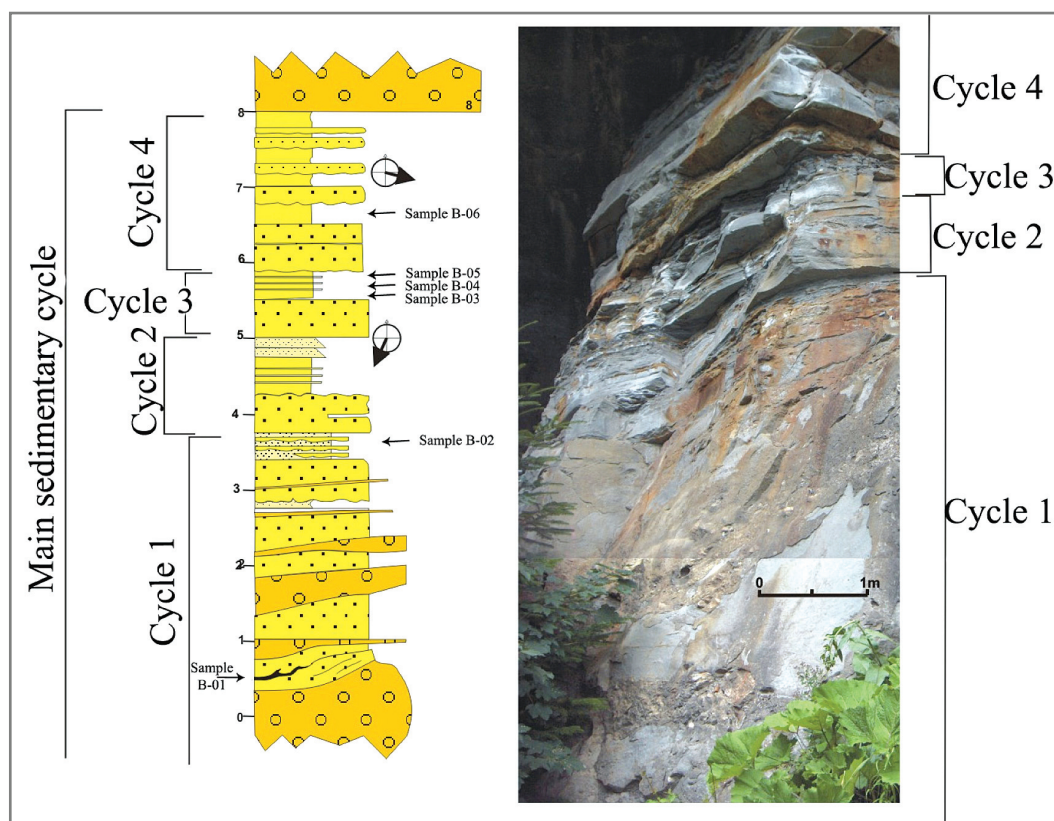 Main sedimentary cycle
Cycle 4
Cycle 3
Cycle 2
Cycle 1
8
8
7
6
5
4
3
2
1
0
Sample B-06
Sample B-05
Sample B-04
Sample B-03
Sample B-02
Sample
B-01
0
1m
Cycle 4
Cycle 3
Cycle 2
Cycle 1